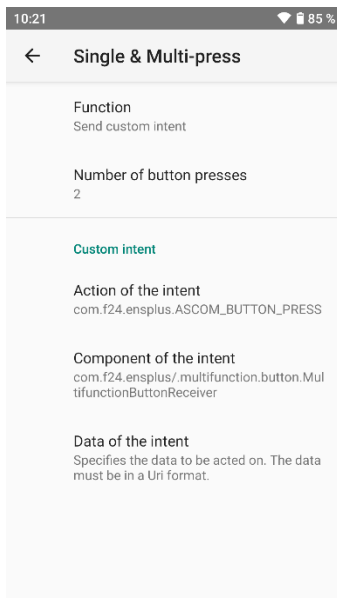 10:21
85 %
Single & Multi-press
Function
Send custom intent
Number of button presses
2
Custom intent
Action of the intent
com.f24.ensplus.ASCOM_BUTTON_PRESS
Component of the intent
com.f24.ensplus/.multifunction.button.Mul
tifunctionButtonReceiver
Data of the intent
Specifies the data to be acted on. The data
must be in a Uri format.